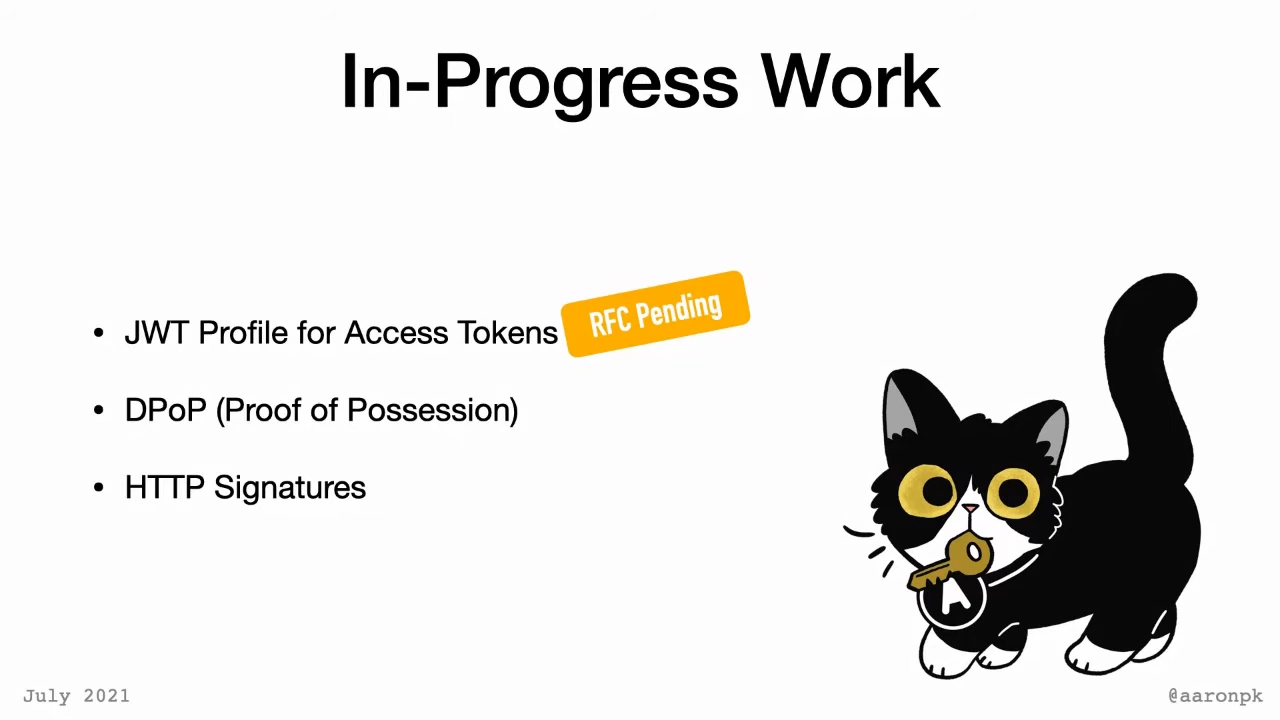 In-Progress Work
• JWT Profile for Access Tokens RFC Pending
• DPoP (Proof of Possession)
• HTTP Signatures
A
July 2021
@aaronpk